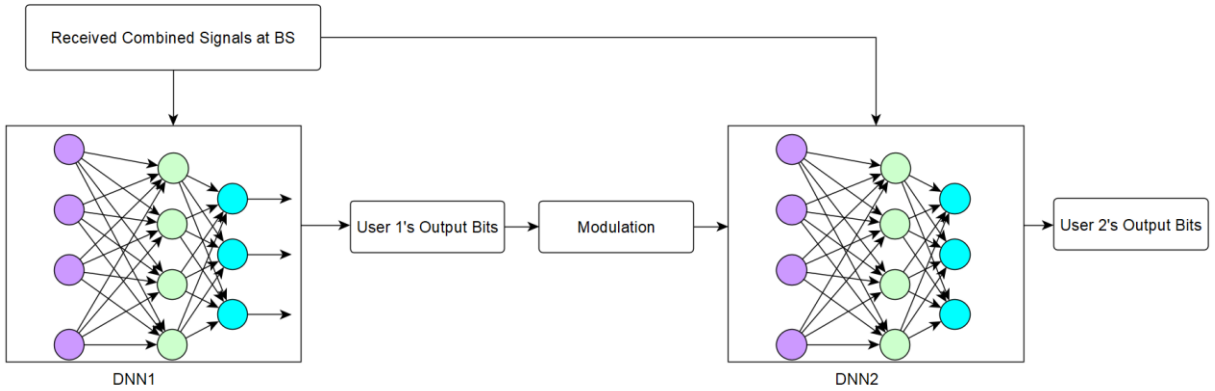 Received Combined Signals at BS
User 1's Output Bits
Modulation
User 2's Output Bits
DNN1
DNN2